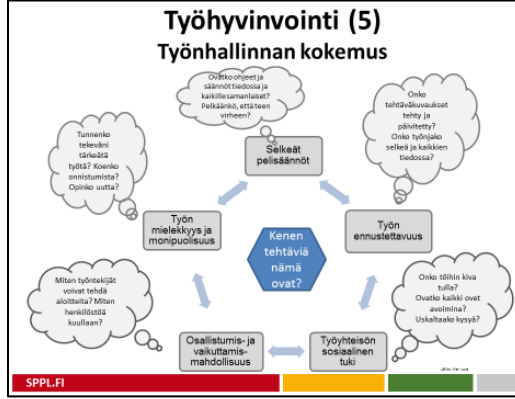 Työhyvinvointi (5)
Työnhallinnan kokemus
Ovatko ohjeet ja
säännöt tiedossa ja
kaikille samanlaiset?
Pelkäänkö, että teen
virheen?
Selkeät
pelisäännöt
Onko
tehtäväkuvaukset
tehty ja
päivitetty?
Onko työnjako
selkeä ja kaikkien
tiedossa?
Työn
ennustettavuus
Onko töihin kiva
tulla?
Ovatko kaikki ovet
avoimina?
Uskaltaako kysyä?
Työyhteisön
sosiaalinen
tuki
Osallistumis- ja
vaikuttamis-
mahdollisuus
Miten työntekijät
voivat tehdä
aloitteita? Miten
henkilöstöä
kuullaan?
Työn
mielekkyys ja
monipuolisuus
Tunnenko
tekeväni
tärkeätä
työtä? Koenko
onnistumista?
Opinko uutta?
Kenen
tehtäviä
nämä
ovat?
SPPL.FI